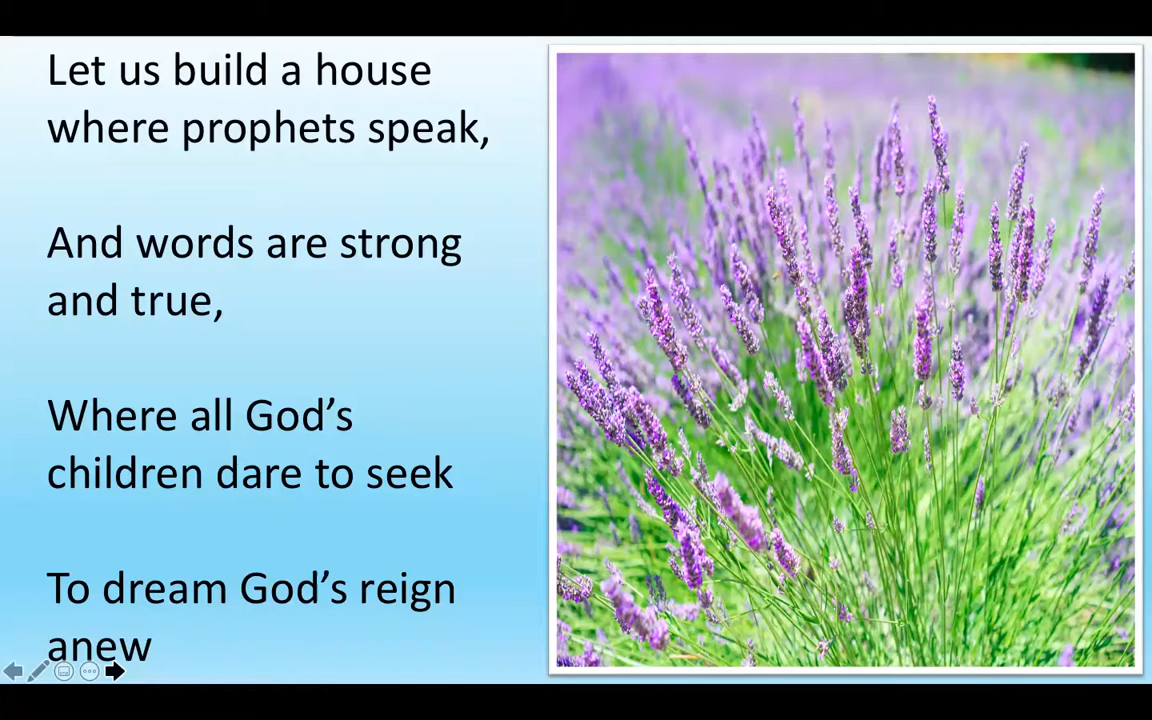 Let us build a house
where prophets speak,
And words are strong
and true,
Where all God’s
children dare to seek
To dream God’s reign
anew